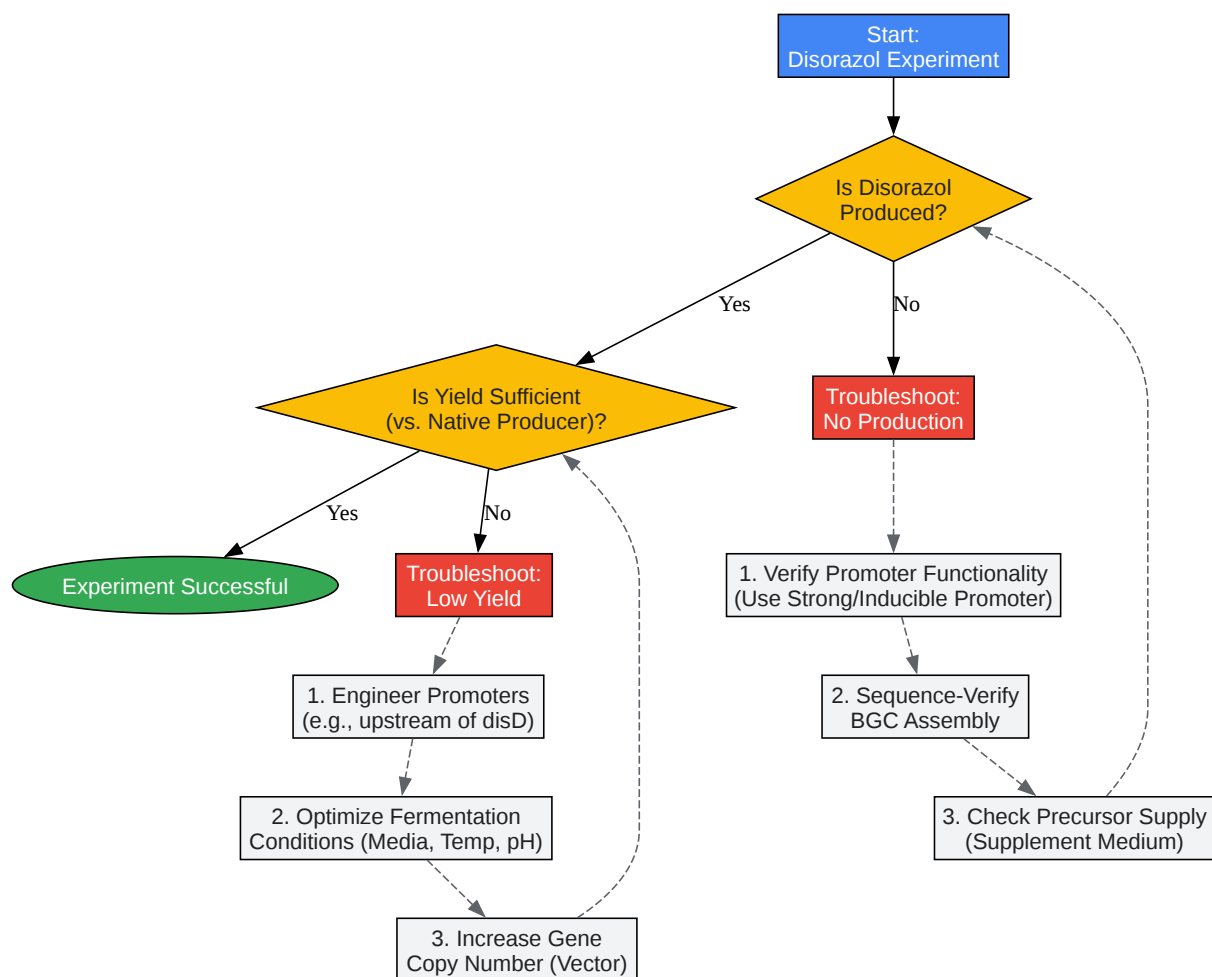 Start:
Disorazol Experiment
Is Disorazol
Produced?
Yes
No
Is Yield Sufficient
(vs. Native Producer)?
Troubleshoot:
No Production
Yes
No
Experiment Successful
Troubleshoot:
Low Yield
1. Verify Promoter Functionality
(Use Strong/Inducible Promoter)
1. Engineer Promoters
(e.g., upstream of disD)
2. Sequence-Verify
BGC Assembly
2. Optimize Fermentation
Conditions (Media, Temp, pH)
3. Check Precursor Supply
(Supplement Medium)
3. Increase Gene
Copy Number (Vector)